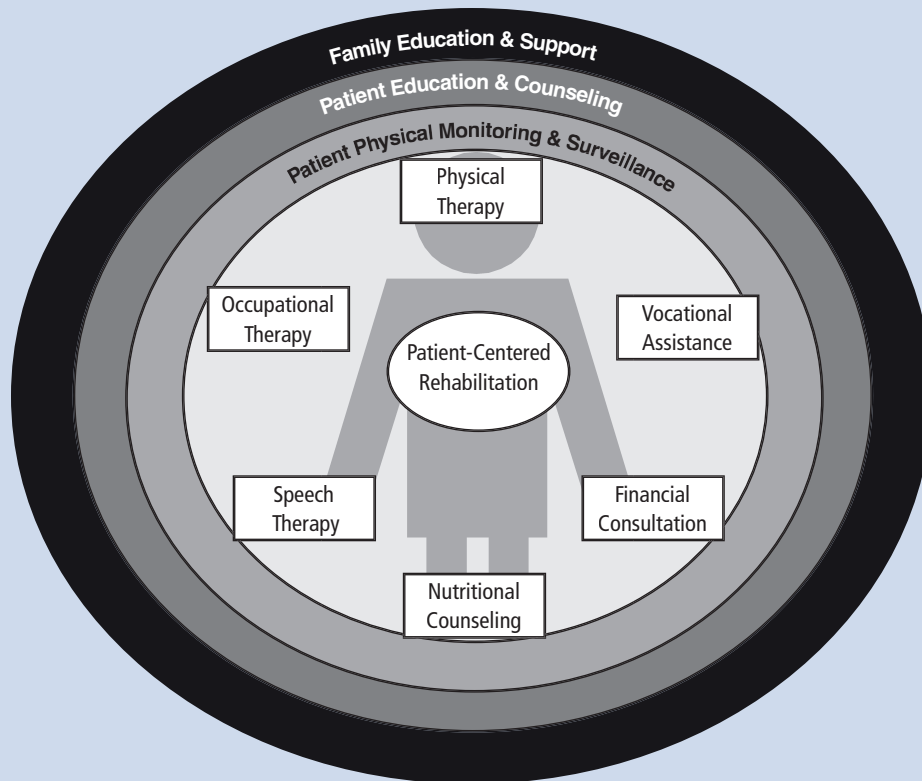 Family Education & Support
Patient Education & Counseling
Patient Physical Monitoring & Surveillance
Physical
Therapy
Occupational
Therapy
Vocational
Assistance
Patient-Centered
Rehabilitation
Speech
Therapy
Financial
Consultation
Nutritional
Counseling